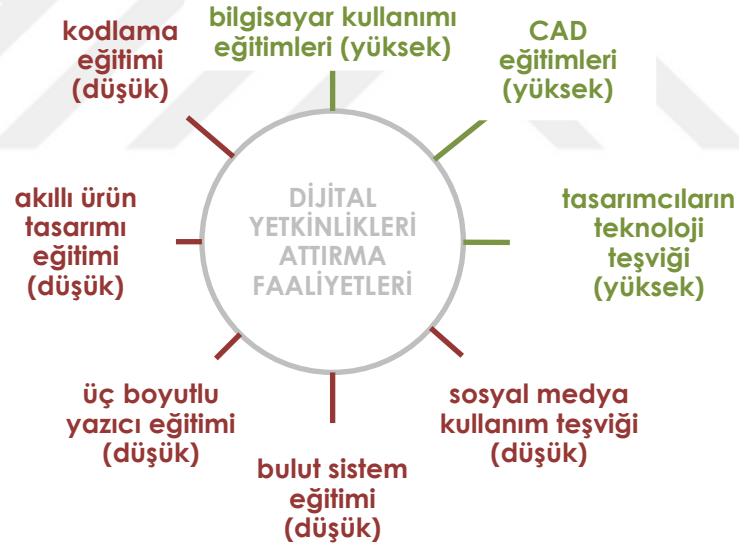 bilgisayar kullanımı
eğitimleri (yüksek)
CAD
eğitimleri
(yüksek)
tasarımcıların
teknoloji
teşviği
(yüksek)
sosyal medya
kullanım teşviği
(düşük)
bulut sistem
eğitimi
(düşük)
üç boyutlu
yazıcı eğitimi
(düşük)
akıllı ürün
tasarımı
eğitimi
(düşük)
kodlama
eğitimi
(düşük)
DİJİTAL
YETKİNLİKLERİ
ATTIRMA
FAALİYETLERİ